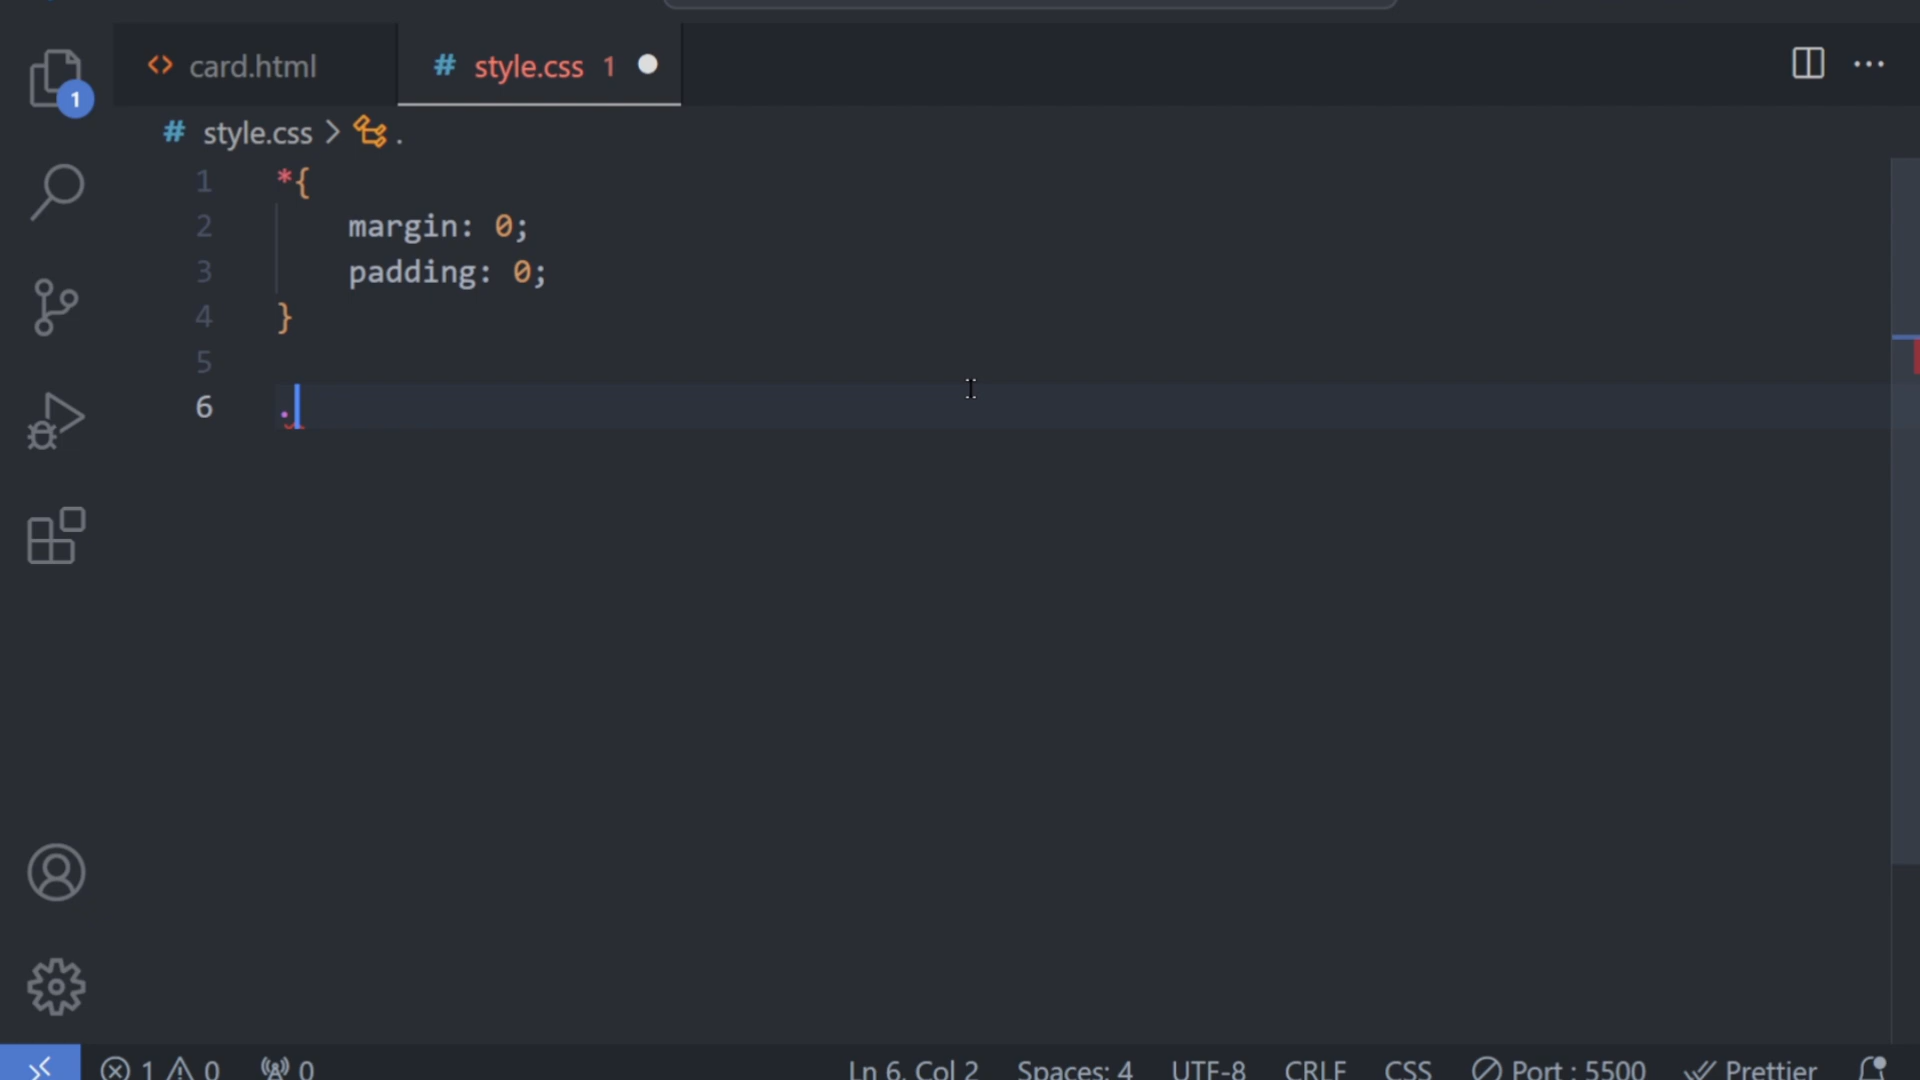 card.html
style.css 1
1
# style.css > .
1 *{
2 margin: 0;
3 padding: 0;
4 }
5
6 .
1 0 0 Ln 6, Col 2 Spaces: 4 UTF-8 CRLF CSS Port : 5500 Prettier